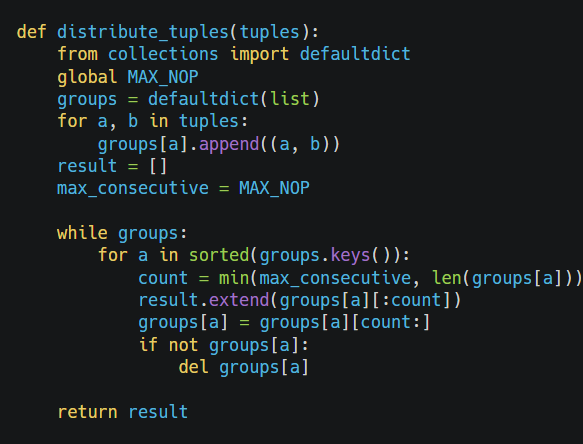 def distribute_tuples(tuples):
    from collections import defaultdict
    global MAX_NOP
    groups = defaultdict(list)
    for a, b in tuples:
        groups[a].append((a, b))
    result = []
    max_consecutive = MAX_NOP

    while groups:
        for a in sorted(groups.keys()):
            count = min(max_consecutive, len(groups[a]))
            result.extend(groups[a][:count])
            groups[a] = groups[a][count:]
            if not groups[a]:
                del groups[a]

    return result